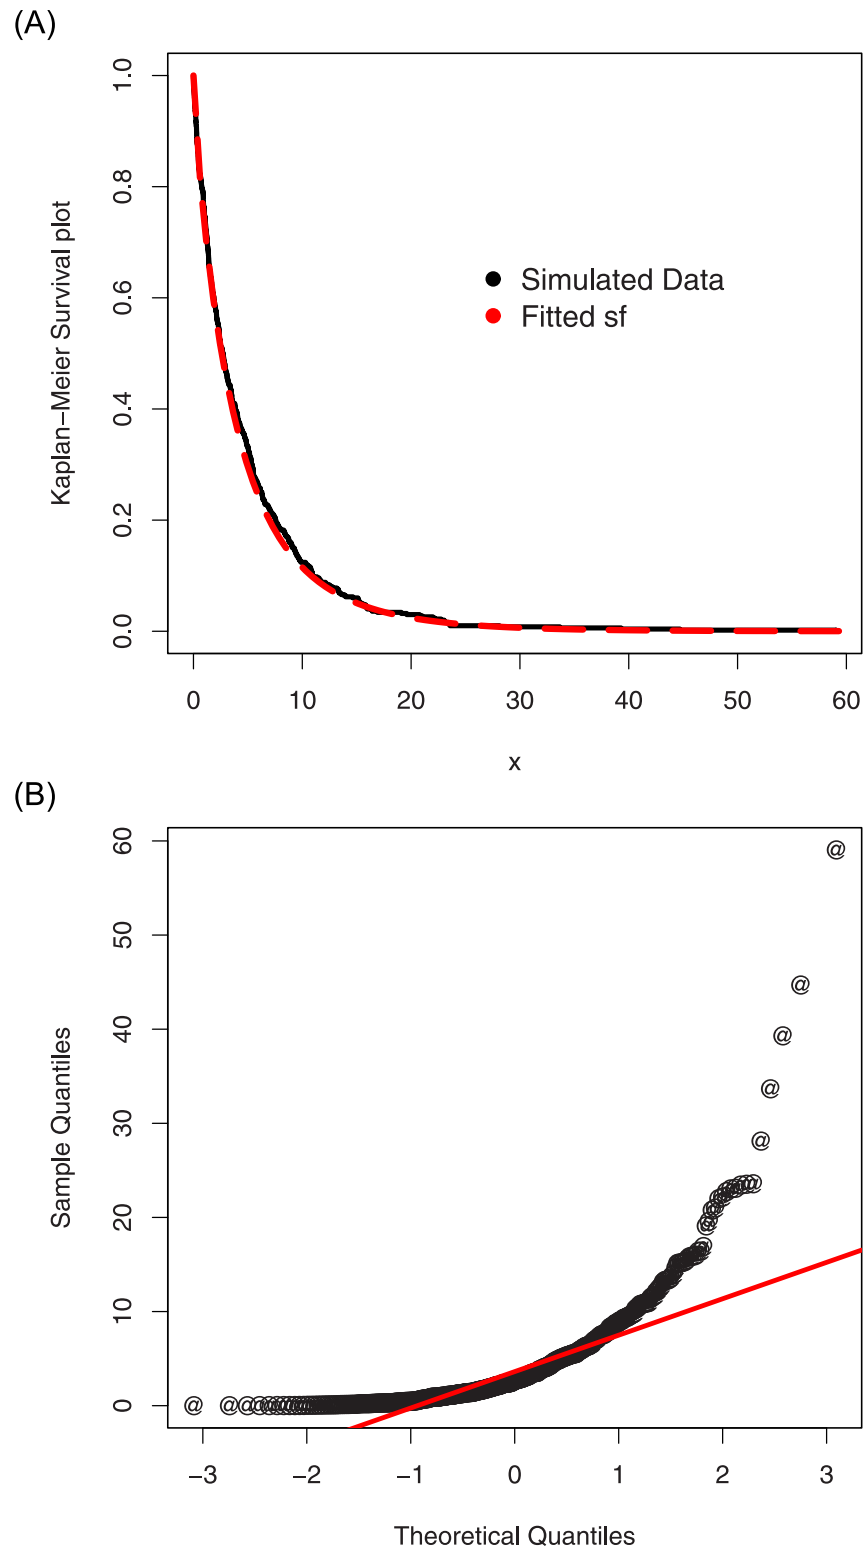 (A)
1.0
0.8
0.6
0.4
0.2
0.0
Kaplan−Meier Survival plot
Simulated Data
Fitted sf
0 10 20 30 40 50 60
x
(B)
60
50
40
30
20
10
0
Sample Quantiles
−3 −2 −1 0 1 2 3
Theoretical Quantiles